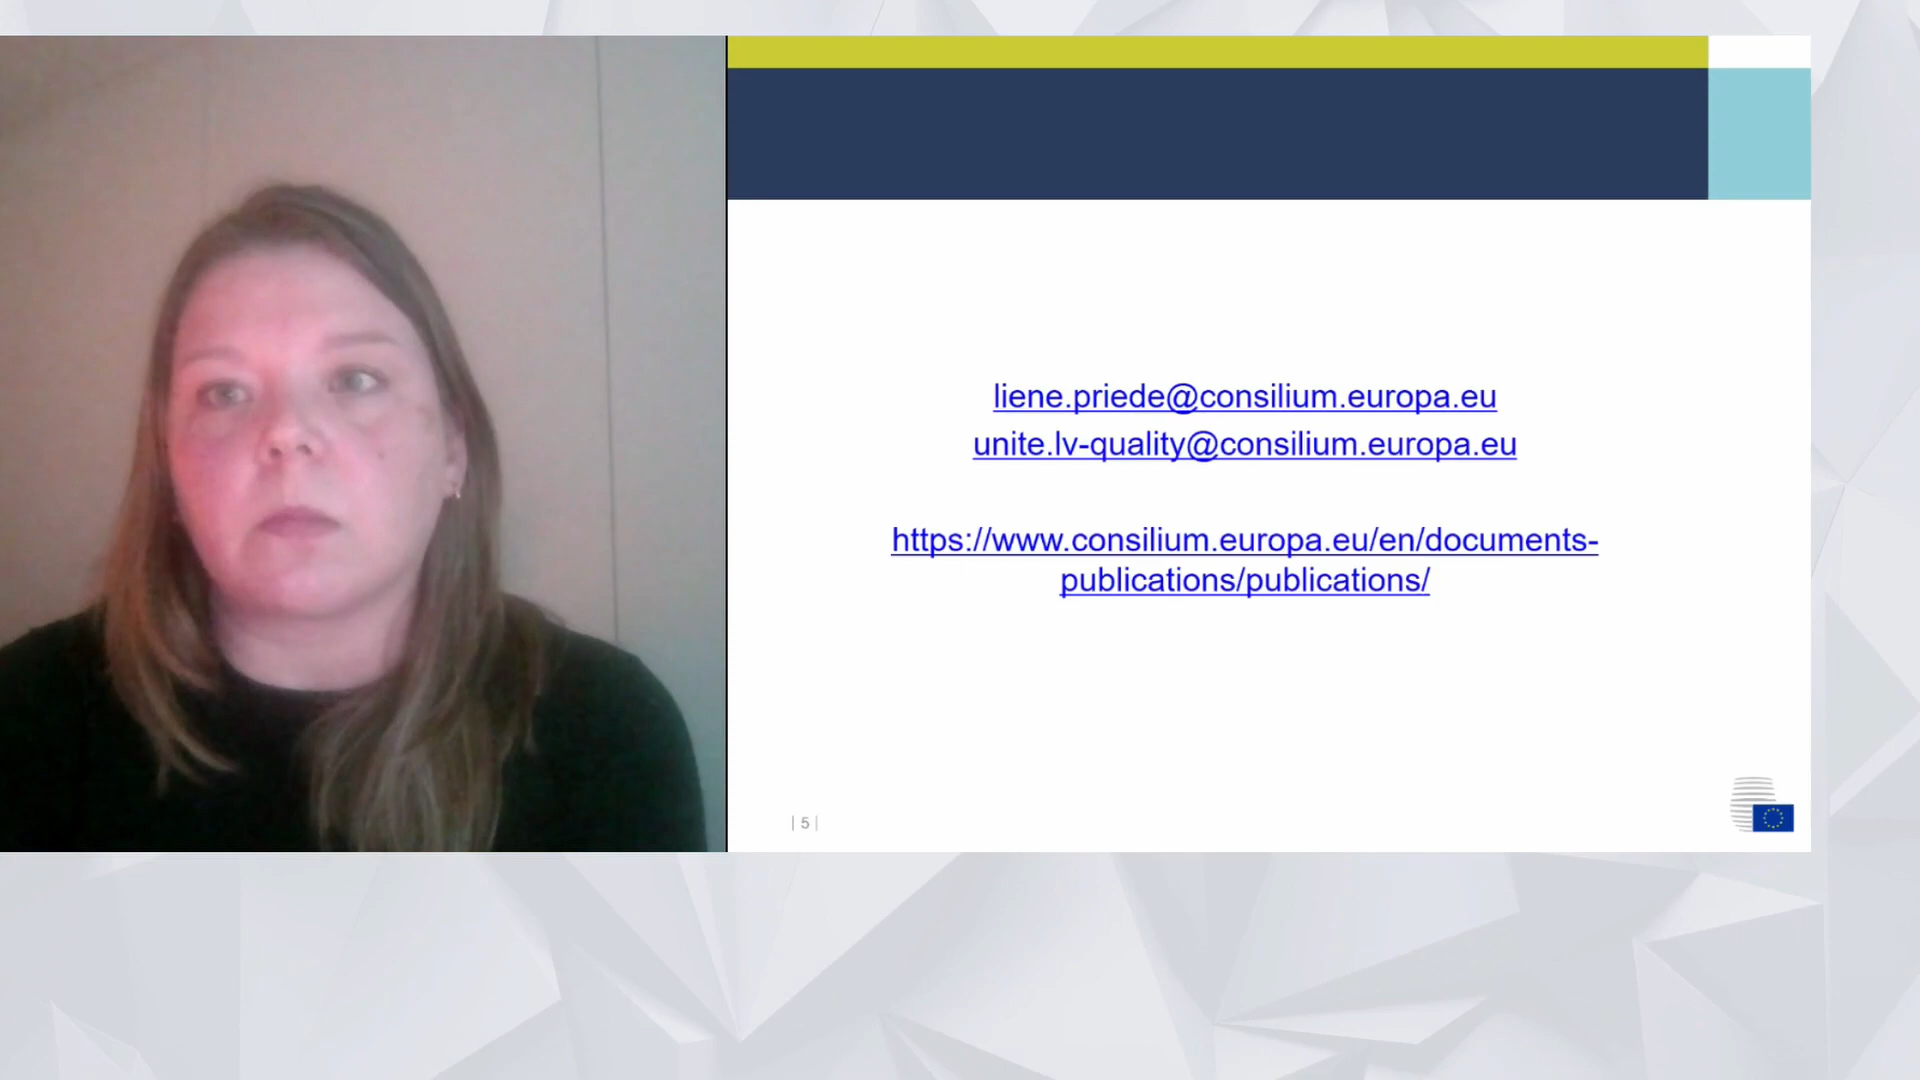 liene.priede@consilium.europa.eu
unite.lv-quality@consilium.europa.eu
https://www.consilium.europa.eu/en/documents-
publications/publications/
| 5 |